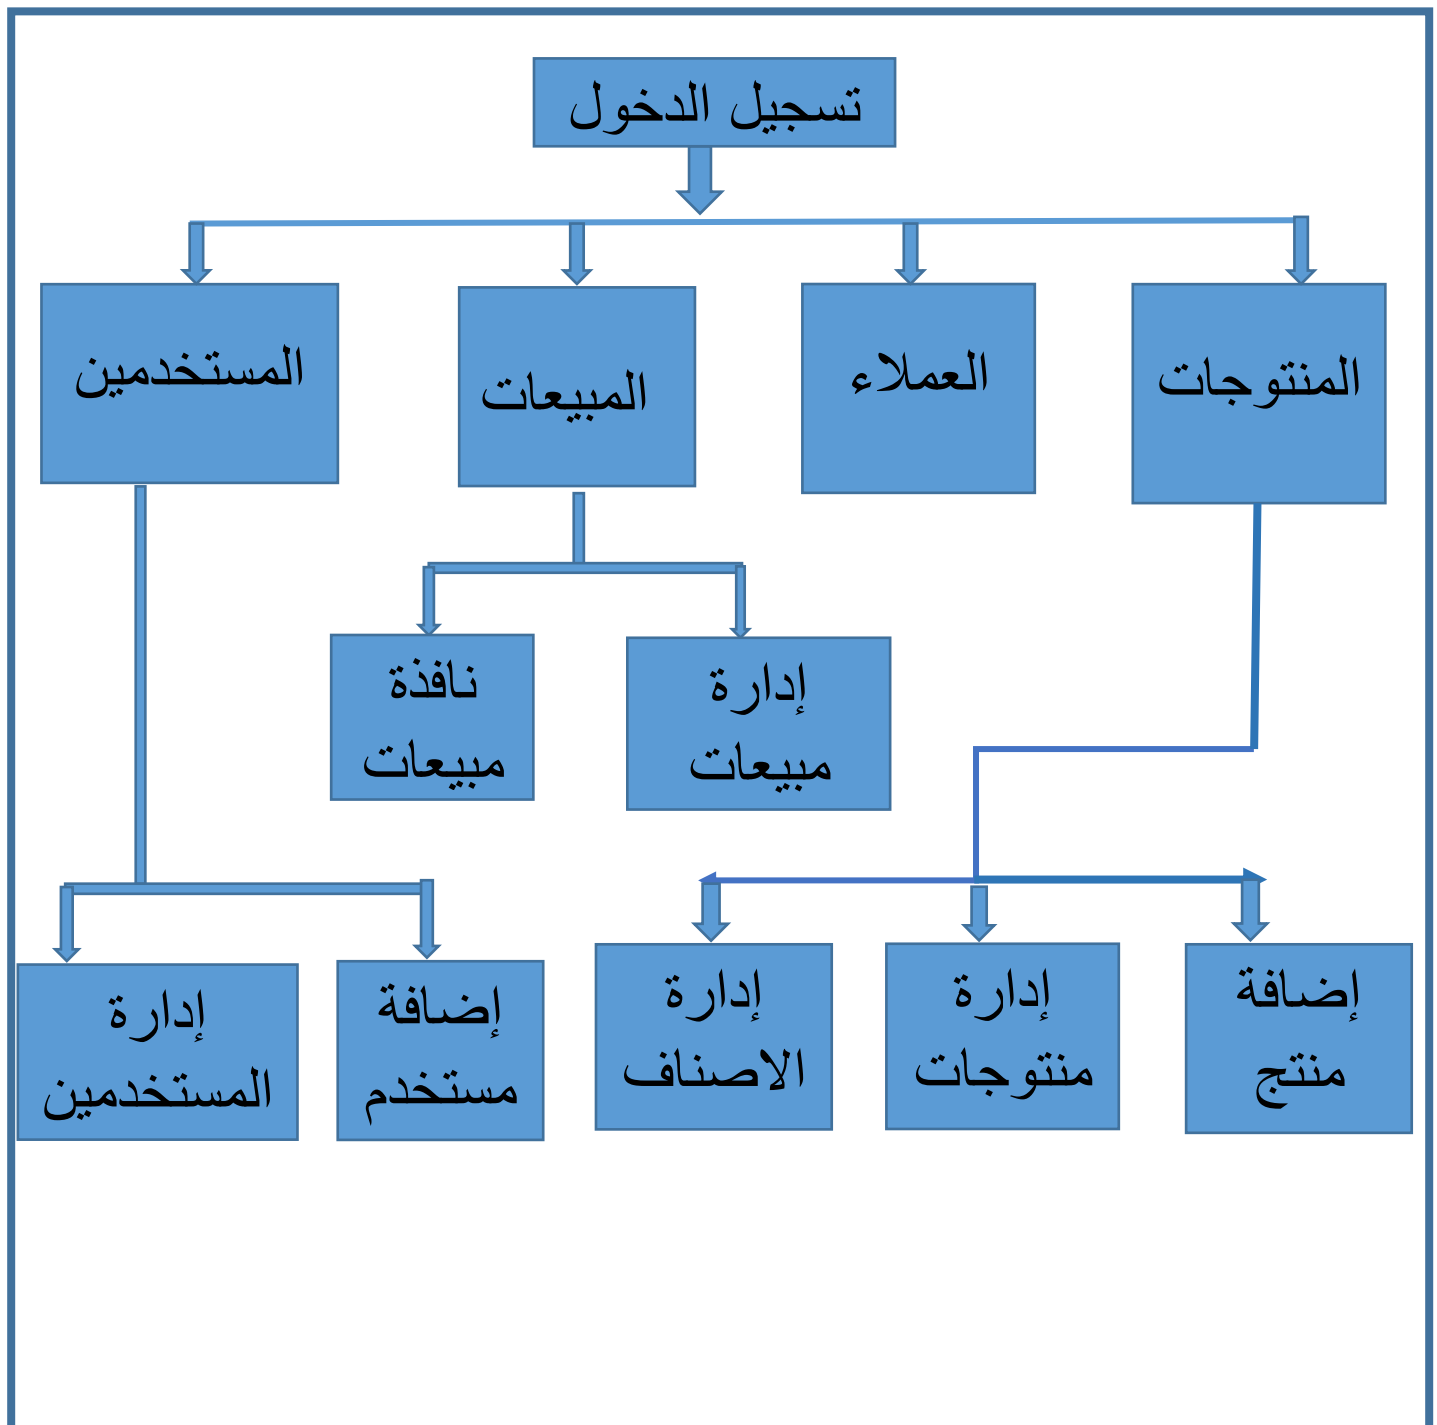 تسجيل الدخول
المنتوجات
العملاء
المبيعات
المستخدمين
إدارة
مبيعات
نافذة
مبيعات
إضافة
منتج
إدارة
منتوجات
إدارة
الاصناف
إضافة
مستخدم
إدارة
المستخدمين